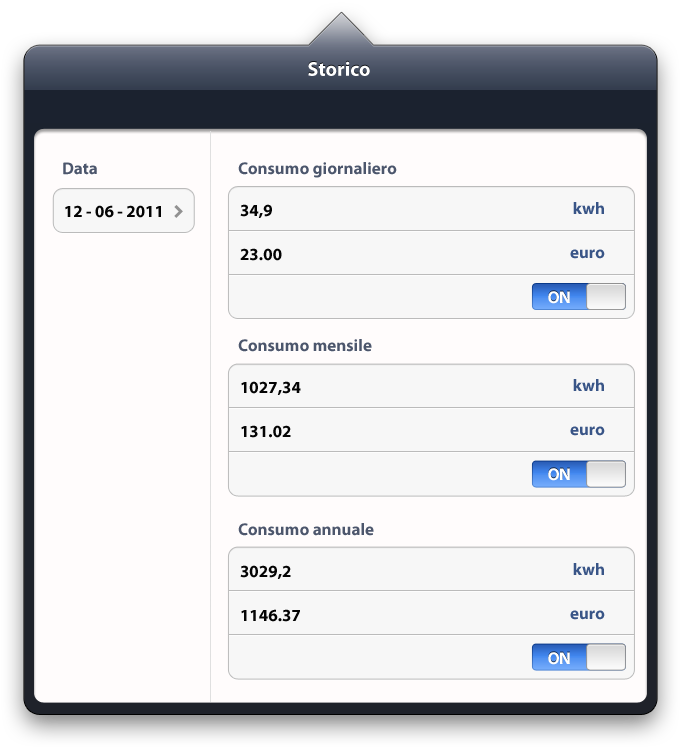 Storico
Data
12 - 06 - 2011
Consumo giornaliero
34,9 kwh
23.00 euro
ON
Consumo mensile
1027,34 kwh
131.02 euro
ON
Consumo annuale
3029,2 kwh
1146.37 euro
ON